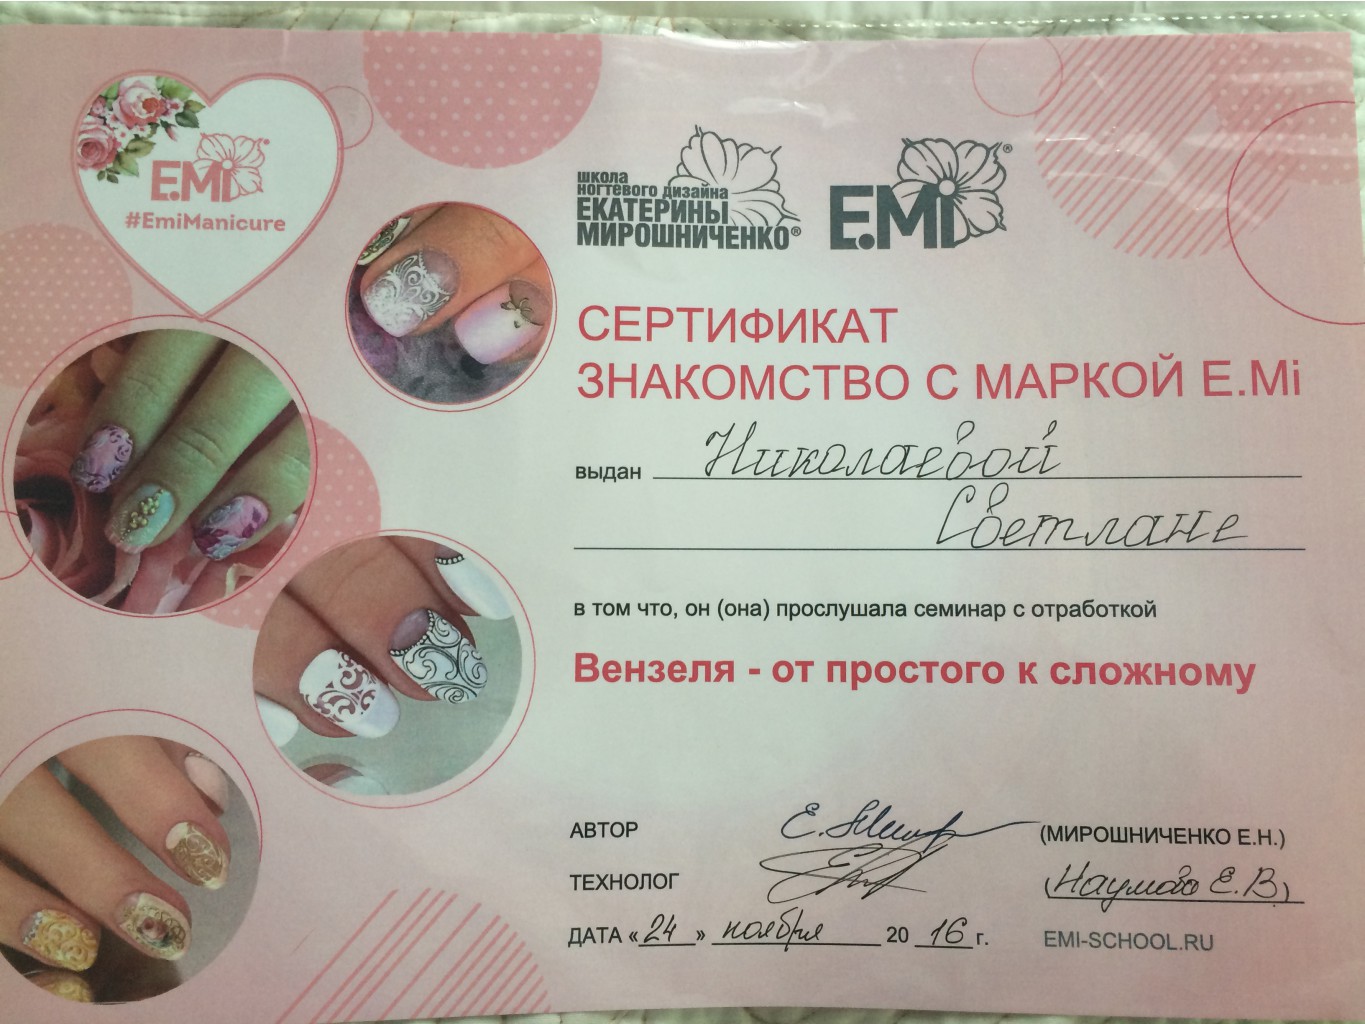 E.Mi®
#EmiManicure
школа
ногтевого дизайна
ЕКАТЕРИНЫ
МИРОШНИЧЕНКО®
E.Mi®
СЕРТИФИКАТ
ЗНАКОМСТВО С МАРКОЙ E.Mi
выдан Николаевой
Светлане
в том что, он (она) прослушала семинар с отработкой
Вензеля - от простого к сложному
АВТОР (МИРОШНИЧЕНКО Е.Н.)
ТЕХНОЛОГ (Наумова Е.В.)
ДАТА «24» ноября 2016 г. EMI-SCHOOL.RU